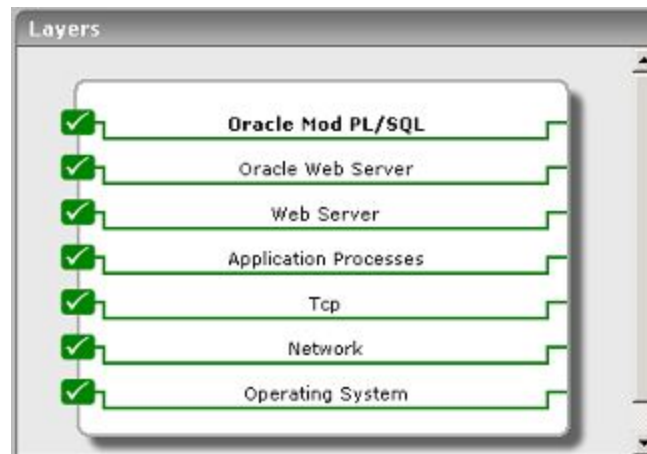 Layers
Oracle Mod PL/SQL
Oracle Web Server
Web Server
Application Processes
Tcp
Network
Operating System